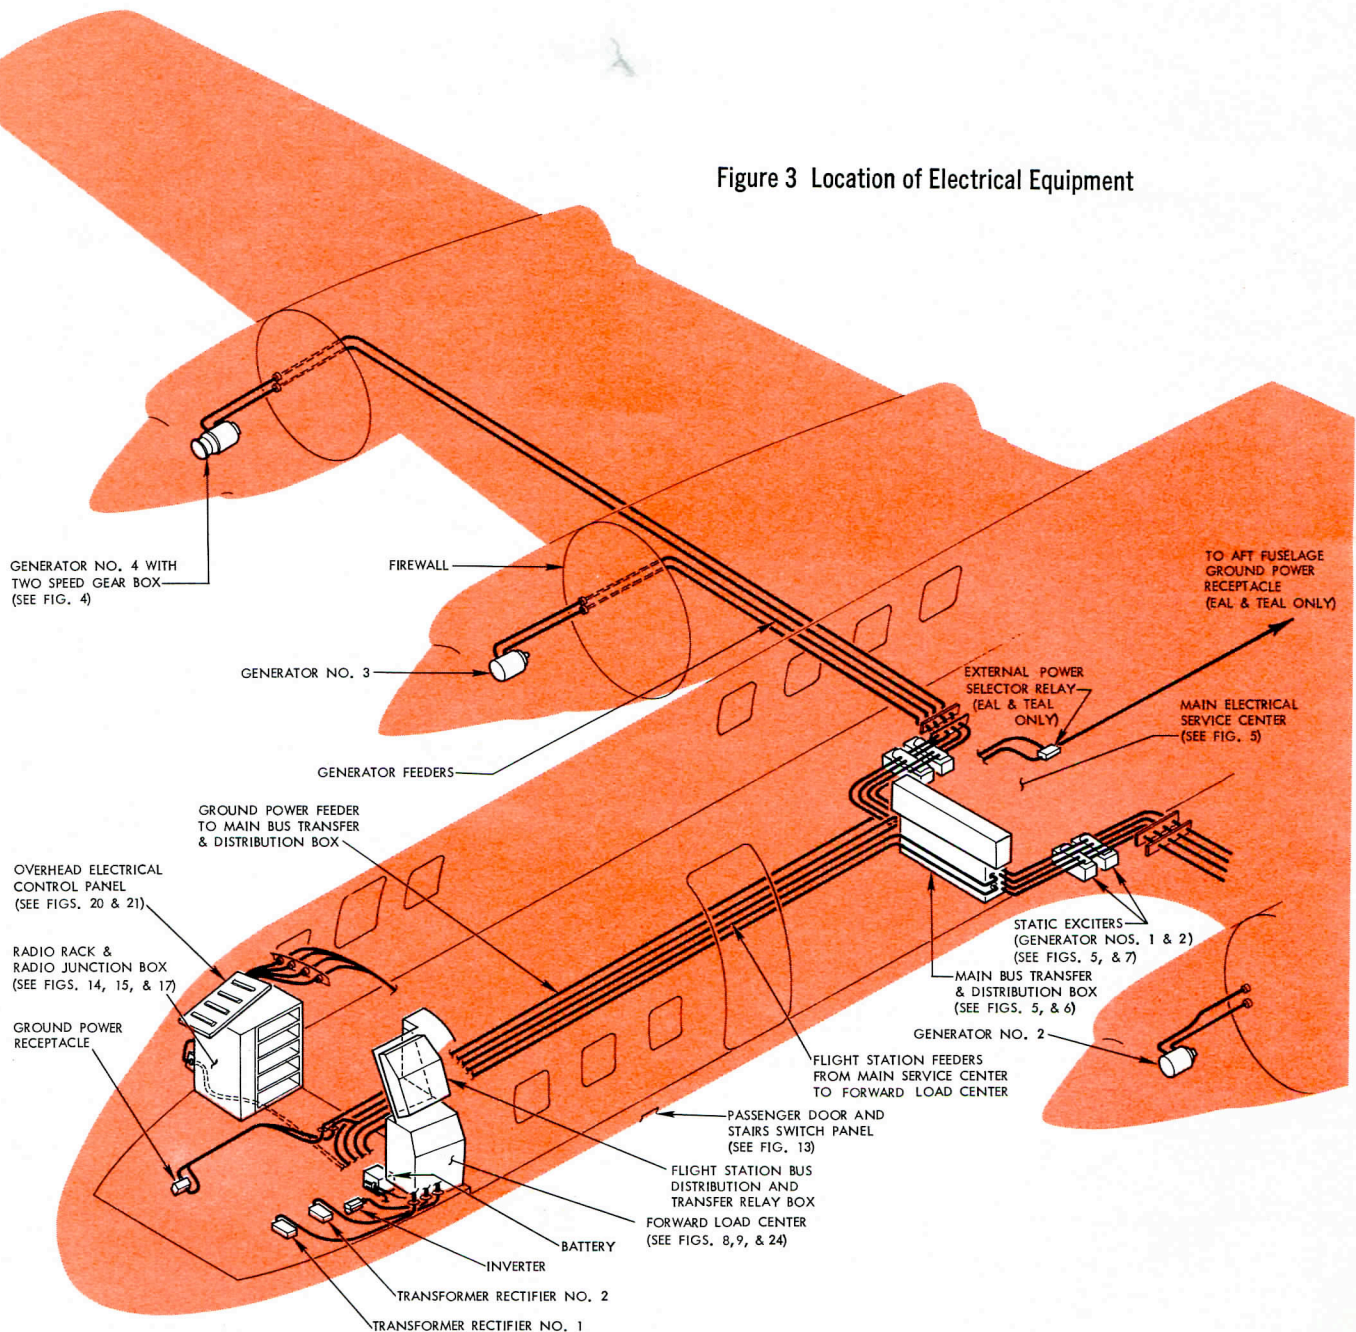 Figure 3 Location of Electrical Equipment
GENERATOR NO. 4 WITH
TWO SPEED GEAR BOX
(SEE FIG. 4)
FIREWALL
GENERATOR NO. 3
GENERATOR FEEDERS
TO AFT FUSELAGE
GROUND POWER
RECEPTACLE
(EAL & TEAL ONLY)
EXTERNAL POWER
SELECTOR RELAY
(EAL & TEAL
ONLY)
MAIN ELECTRICAL
SERVICE CENTER
(SEE FIG. 5)
GROUND POWER FEEDER
TO MAIN BUS TRANSFER
& DISTRIBUTION BOX
OVERHEAD ELECTRICAL
CONTROL PANEL
(SEE FIGS. 20 & 21)
RADIO RACK &
RADIO JUNCTION BOX
(SEE FIGS. 14, 15, & 17)
GROUND POWER
RECEPTACLE
STATIC EXCITERS
(GENERATOR NOS. 1 & 2)
(SEE FIGS. 5, & 7)
MAIN BUS TRANSFER
& DISTRIBUTION BOX
(SEE FIGS. 5, & 6)
GENERATOR NO. 2
FLIGHT STATION FEEDERS
FROM MAIN SERVICE CENTER
TO FORWARD LOAD CENTER
PASSENGER DOOR AND
STAIRS SWITCH PANEL
(SEE FIG. 13)
FLIGHT STATION BUS
DISTRIBUTION AND
TRANSFER RELAY BOX
FORWARD LOAD CENTER
(SEE FIGS. 8,9, & 24)
BATTERY
INVERTER
TRANSFORMER RECTIFIER NO. 2
TRANSFORMER RECTIFIER NO. 1